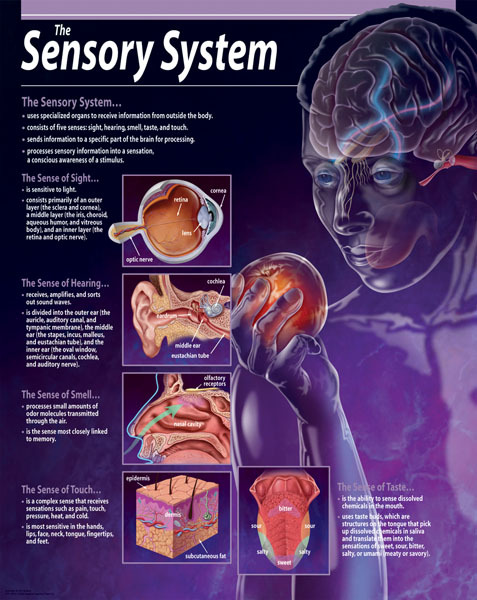 The
Sensory System
The Sensory System...
• uses specialized organs to receive information from outside the body.
• consists of five senses: sight, hearing, smell, taste, and touch.
• sends information to a specific part of the brain for processing.
• processes sensory information into a sensation,
a conscious awareness of a stimulus.
The Sense of Sight...
• is sensitive to light.
• consists primarily of an outer
layer (the sclera and cornea),
a middle layer (the iris, choroid,
aqueous humor, and vitreous
body), and an inner layer (the
retina and optic nerve).
retina
cornea
lens
optic nerve
The Sense of Hearing...
• receives, amplifies, and sorts
out sound waves.
• is divided into the outer ear (the
auricle, auditory canal, and
tympanic membrane), the middle
ear (the stapes, incus, malleus,
and eustachian tube), and the
inner ear (the oval window,
semicircular canals, cochlea,
and auditory nerve).
cochlea
eardrum
middle ear
eustachian tube
The Sense of Smell...
• processes small amounts of
odor molecules transmitted
through the air.
• is the sense most closely linked
to memory.
olfactory
receptors
nasal cavity
The Sense of Touch...
• is a complex sense that receives
sensations such as pain, touch,
pressure, heat, and cold.
• is most sensitive in the hands,
lips, face, neck, tongue, fingertips,
and feet.
epidermis
dermis
subcutaneous fat
bitter
sour
sour
salty
salty
sweet
The Sense of Taste...
• is the ability to sense dissolved
chemicals in the mouth.
• uses taste buds, which are
structures on the tongue that pick
up dissolved chemicals in saliva
and translate them into the
sensations of sweet, sour, bitter,
salty, or umami (meaty or savory).